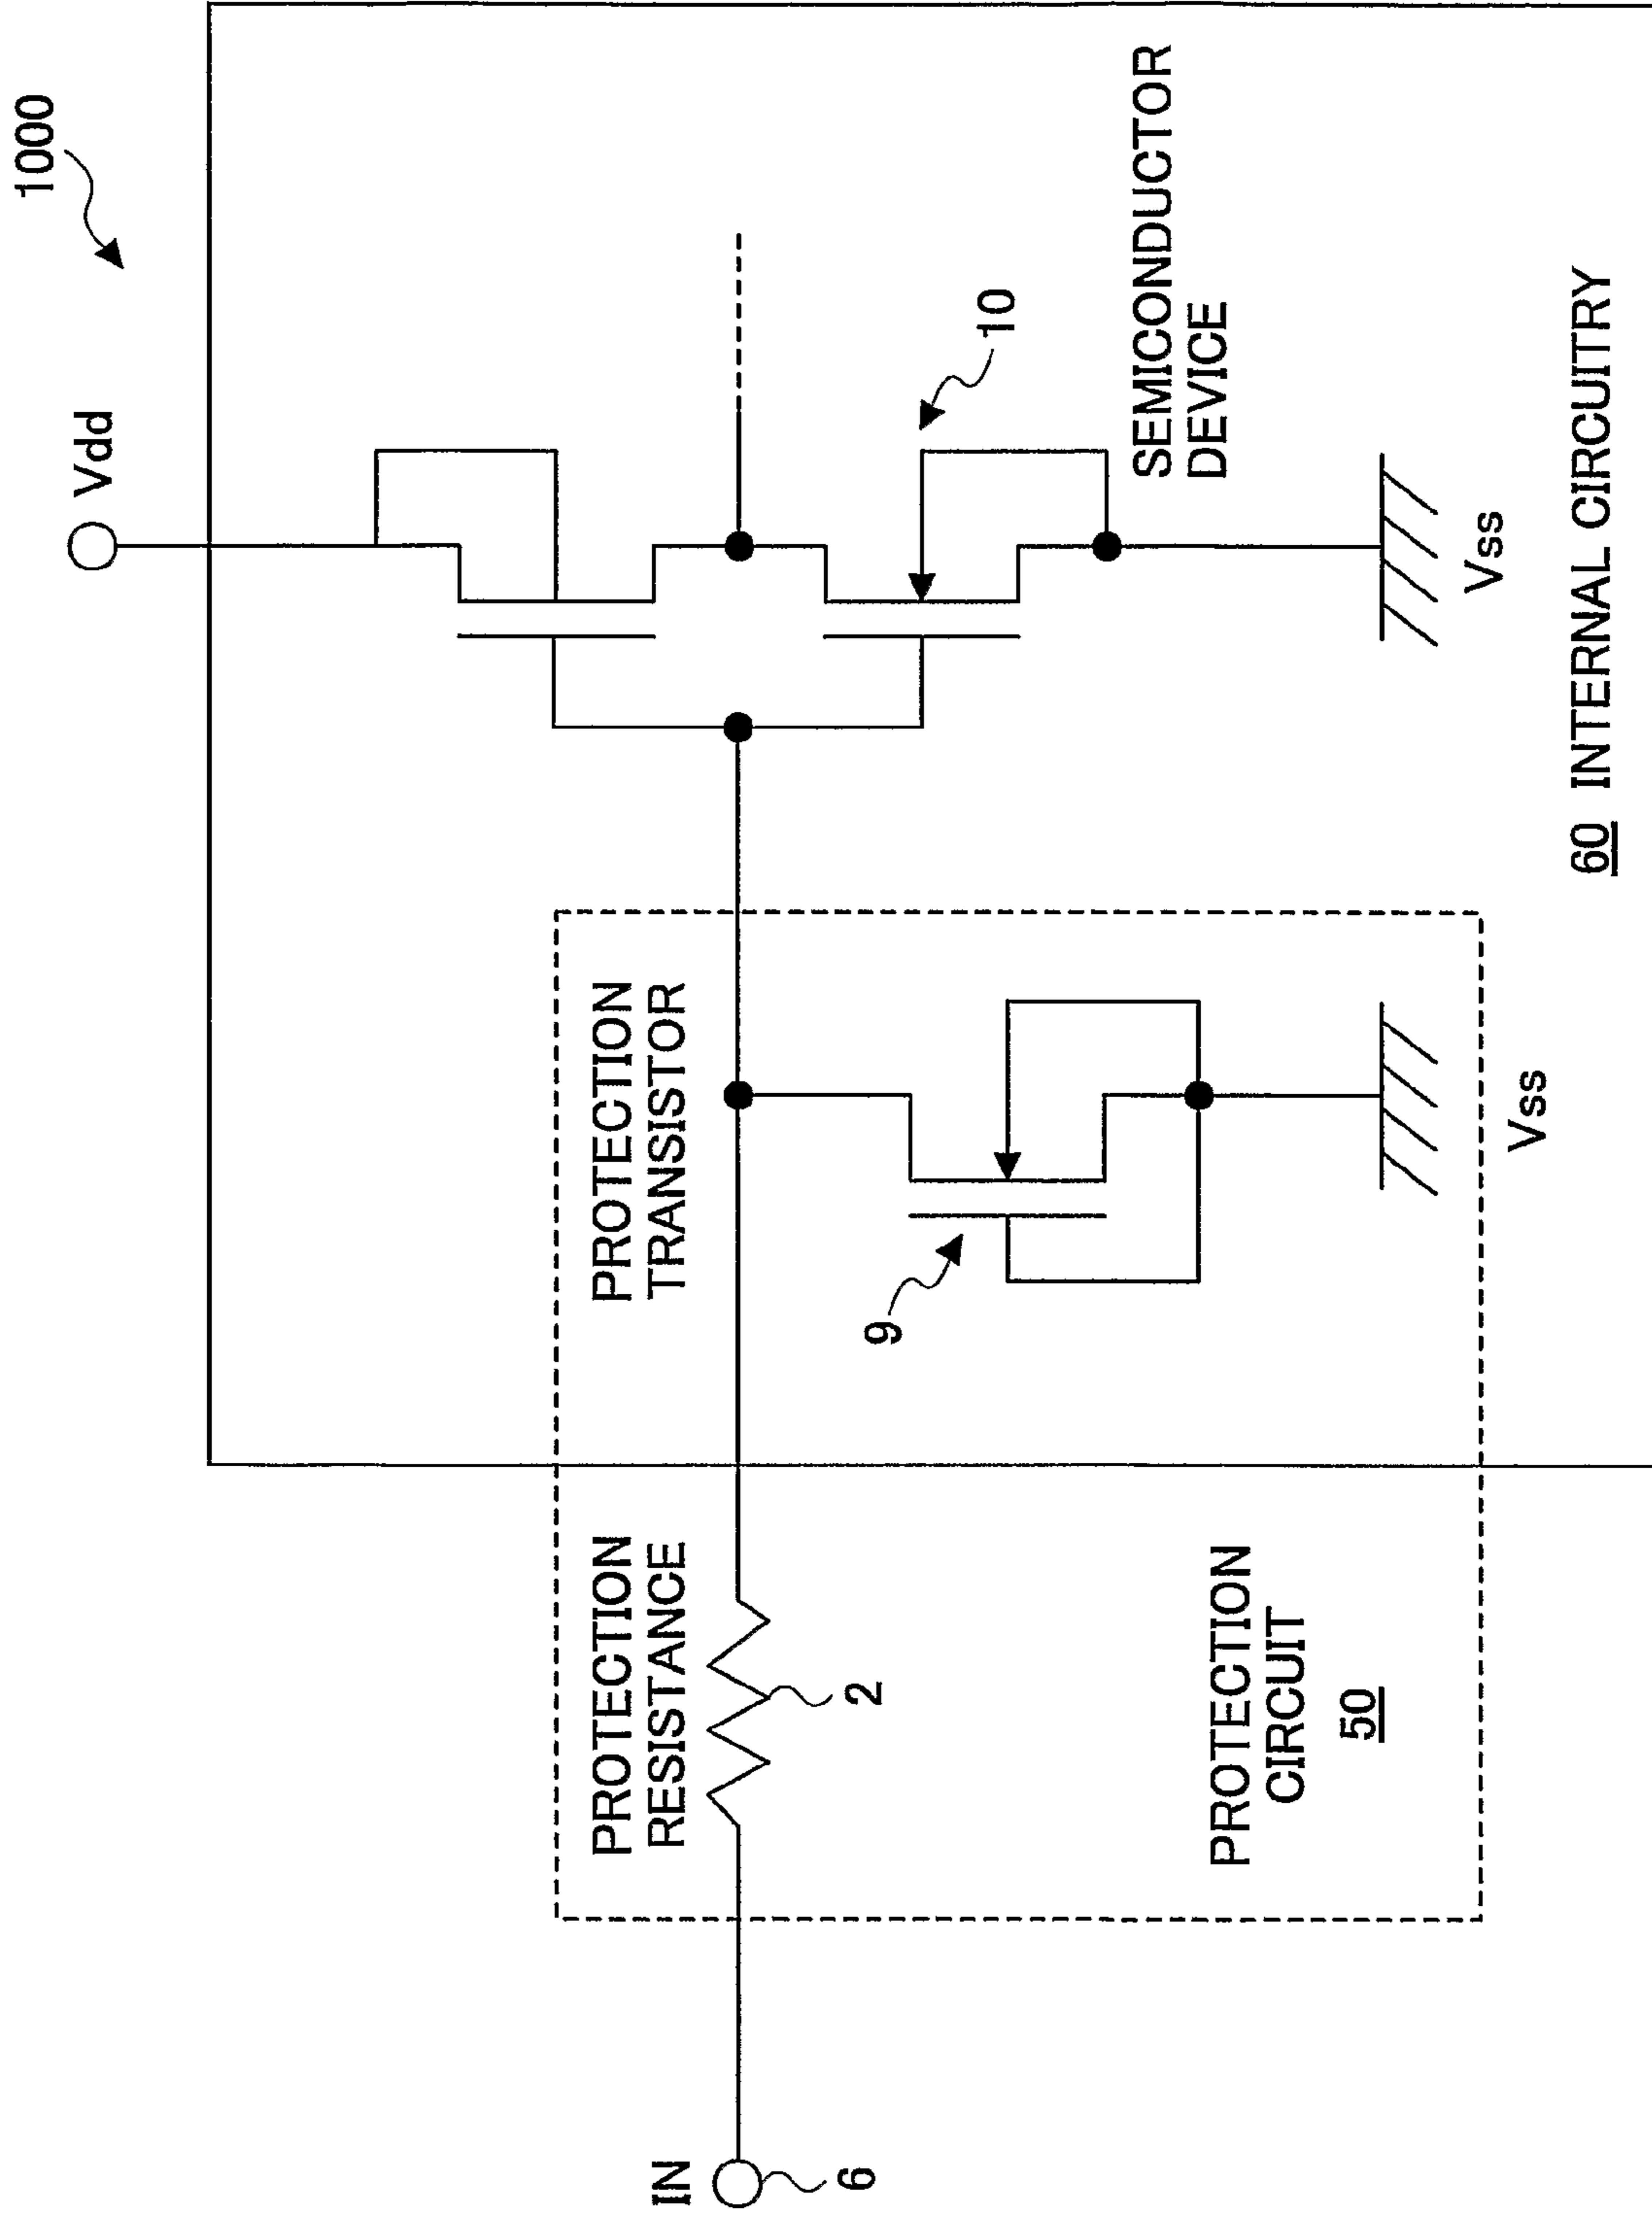 1000
Vdd
IN
6
PROTECTION
RESISTANCE
2
PROTECTION
TRANSISTOR
9
10
SEMICONDUCTOR
DEVICE
PROTECTION
CIRCUIT
50
Vss
Vss
60 INTERNAL CIRCUITRY